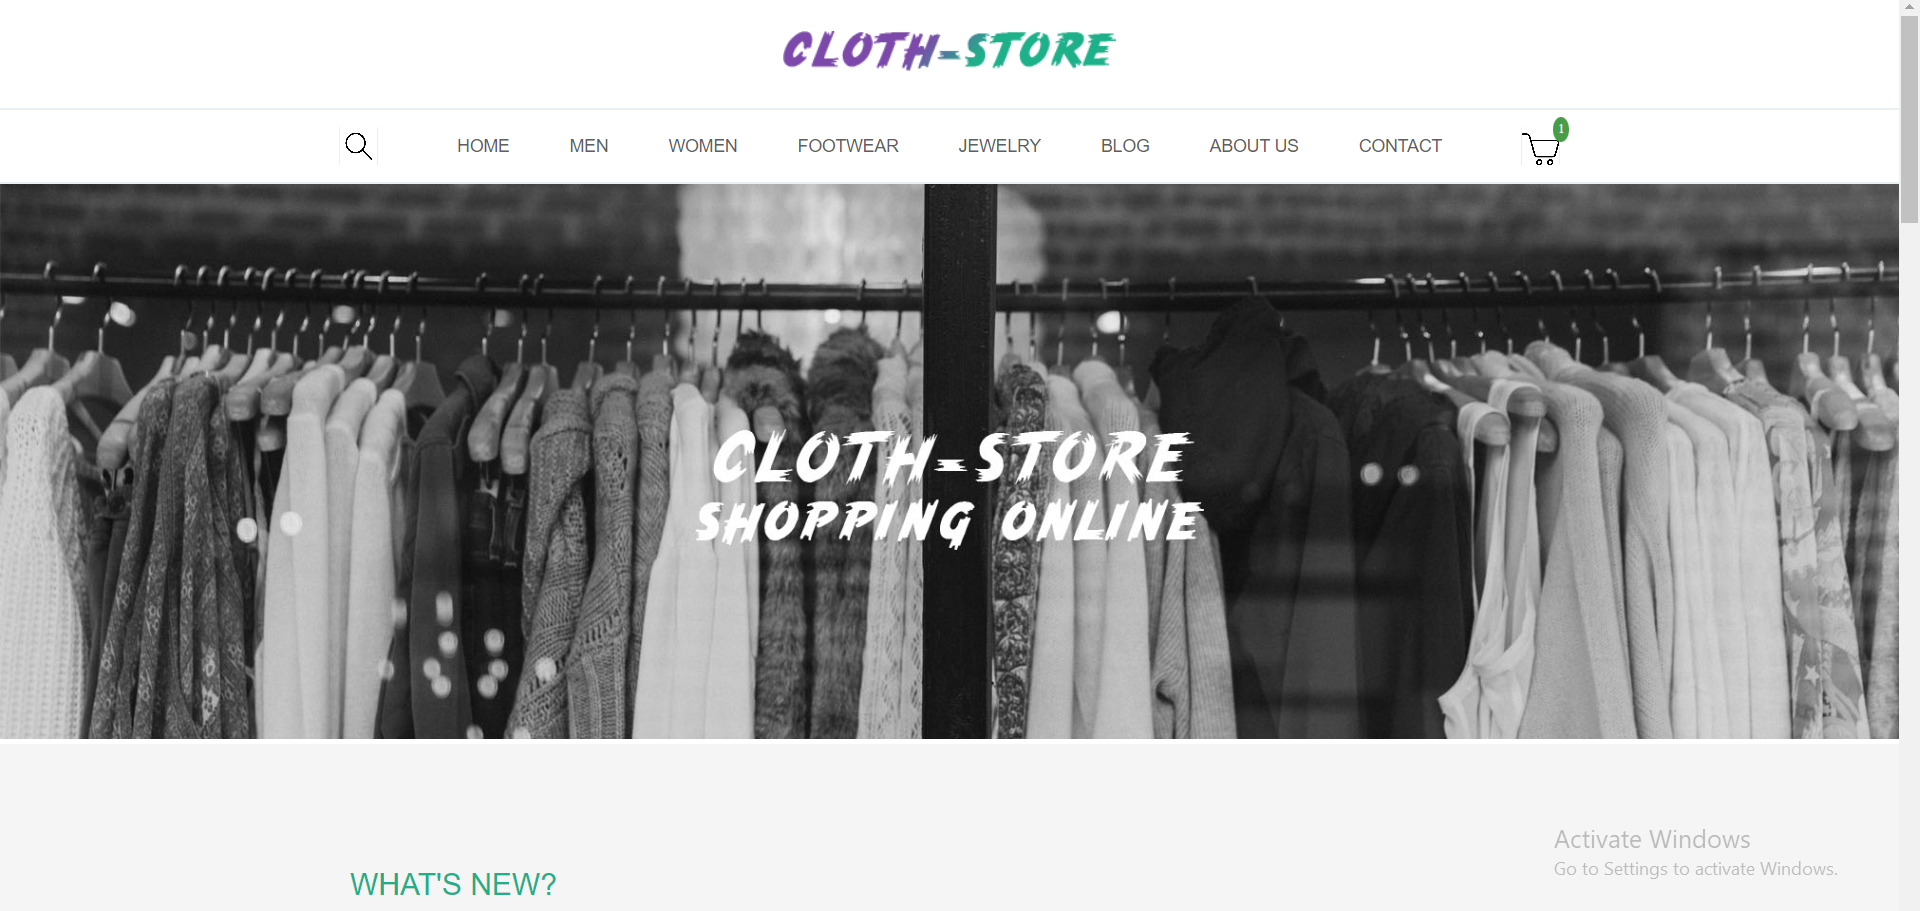 CLOTH-STORE
HOME MEN WOMEN FOOTWEAR JEWELRY BLOG ABOUT US CONTACT 1
CLOTH-STORE
SHOPPING ONLINE
WHAT'S NEW?
Activate Windows
Go to Settings to activate Windows.